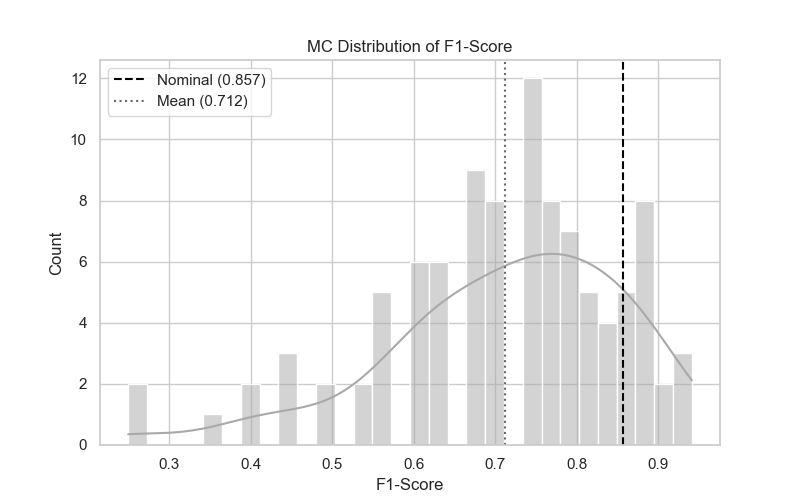 MC Distribution of F1-Score
Nominal (0.857)
Mean (0.712)
12
10
8
6
4
2
0
Count
0.3 0.4 0.5 0.6 0.7 0.8 0.9
F1-Score